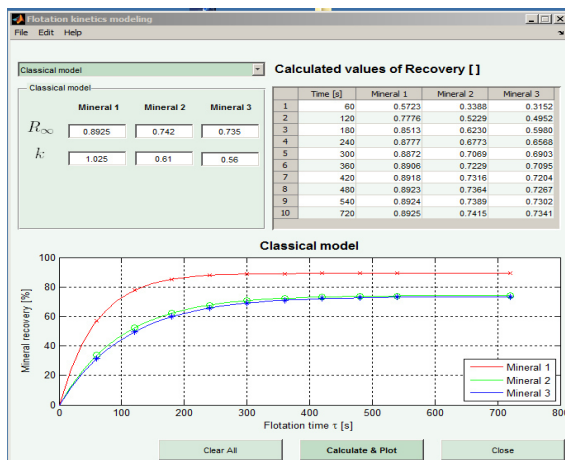 Flotation kinetics modeling
File Edit Help
Classical model
Classical model
Mineral 1 Mineral 2 Mineral 3
R∞ 0.8925 0.742 0.735
k 1.025 0.61 0.56
Calculated values of Recovery [ ]
Time [s] Mineral 1 Mineral 2 Mineral 3
1 60 0.5723 0.3388 0.3152
2 120 0.7776 0.5229 0.4952
3 180 0.8513 0.6230 0.5980
4 240 0.8777 0.6773 0.6568
5 300 0.8872 0.7069 0.6903
6 360 0.8906 0.7229 0.7095
7 420 0.8918 0.7316 0.7204
8 480 0.8923 0.7364 0.7267
9 540 0.8924 0.7389 0.7302
10 720 0.8925 0.7415 0.7341
Classical model
Mineral recovery [%]
100
80
60
40
20
0
0 100 200 300 400 500 600 700 800
Flotation time τ [s]
Mineral 1
Mineral 2
Mineral 3
Clear All Calculate & Plot Close